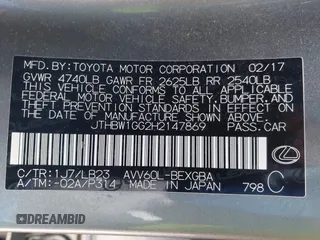 MFD. BY:TOYOTA MOTOR CORPORATION 02/17
GVWR 4740LB GAWR FR 2625LB RR 2540LB
THIS VEHICLE CONFORMS TO ALL APPLICABLE
FEDERAL MOTOR VEHICLE SAFETY, BUMPER, AND
THEFT PREVENTION STANDARDS IN EFFECT ON
THE DATE OF MANUFACTURE SHOWN ABOVE.
JTHBW1GG2H2147869 PASS.CAR
C/TR:1J7/LB23 AVV60L-BEXGBA
A/TM:-02A/P314 MADE IN JAPAN 798 C
DREAMBID